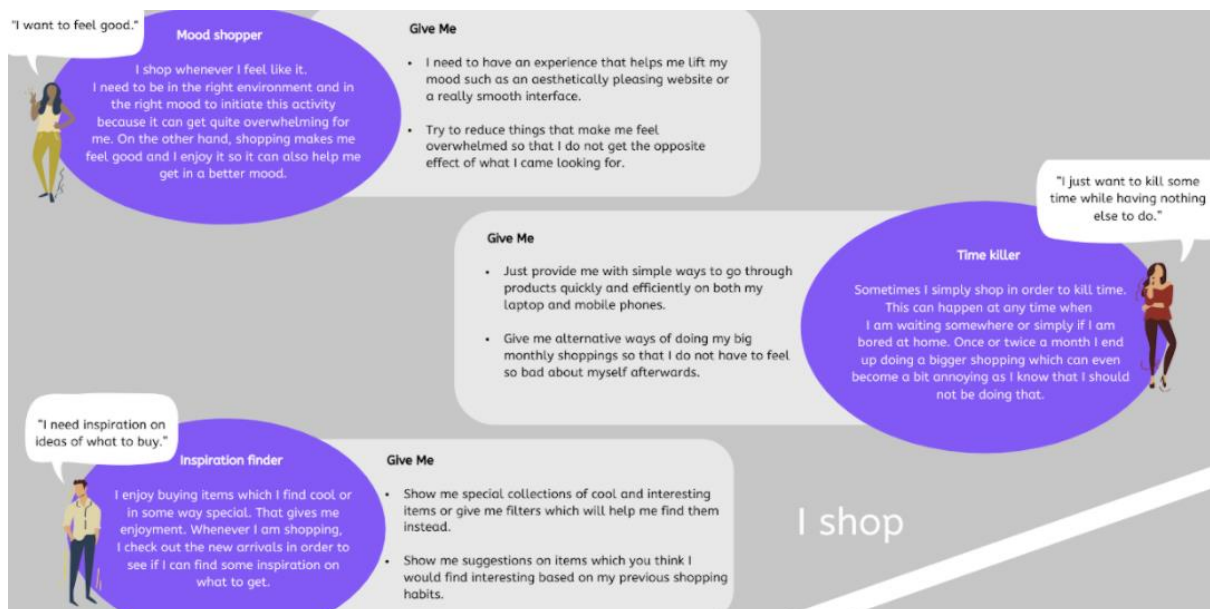 "I want to feel good."
Mood shopper
I shop whenever I feel like it.
I need to be in the right environment and in
the right mood to initiate this activity
because it can get quite overwhelming for
me. On the other hand, shopping makes me
feel good and I enjoy it so it can also help me
get in a better mood.
Give Me
• I need to have an experience that helps me lift my
mood such as an aesthetically pleasing website or
a really smooth interface.
• Try to reduce things that make me feel
overwhelmed so that I do not get the opposite
effect of what I came looking for.
"I just want to kill some
time while having nothing
else to do."
Time killer
Sometimes I simply shop in order to kill time.
This can happen at any time when
I am waiting somewhere or simply if I am
bored at home. Once or twice a month I end
up doing a bigger shopping which can even
become a bit annoying as I know that I should
not be doing that.
Give Me
• Just provide me with simple ways to go through
products quickly and efficiently on both my
laptop and mobile phones.
• Give me alternative ways of doing my big
monthly shoppings so that I do not have to feel
so bad about myself afterwards.
"I need inspiration on
ideas of what to buy."
Inspiration finder
I enjoy buying items which I find cool or
in some way special. That gives me
enjoyment. Whenever I am shopping,
I check out the new arrivals in order to
see if I can find some inspiration on
what to get.
Give Me
• Show me special collections of cool and interesting
items or give me filters which will help me find them
instead.
• Show me suggestions on items which you think I
would find interesting based on my previous shopping
habits.
I shop